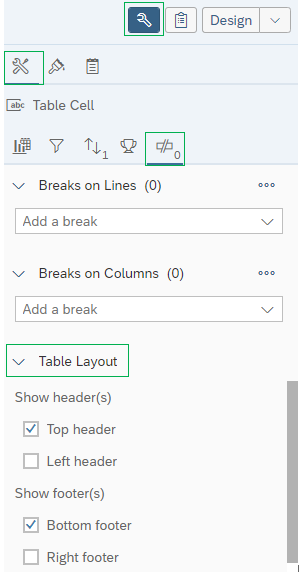 Design
abc Table Cell
1
0
Breaks on Lines (0)
Add a break
Breaks on Columns (0)
Add a break
Table Layout
Show header(s)
Top header
Left header
Show footer(s)
Bottom footer
Right footer